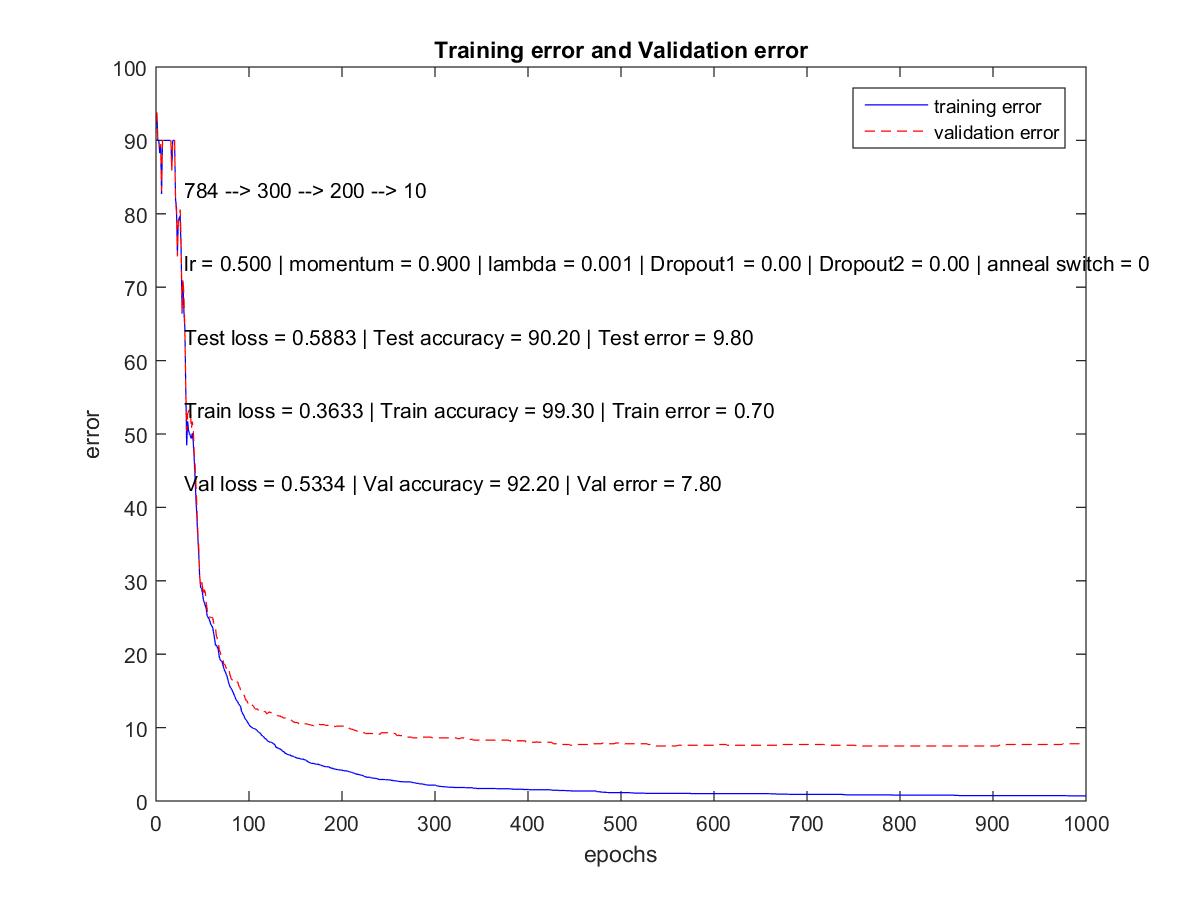 Training error and Validation error
100
90
80
70
60
50
40
30
20
10
0
error
training error
validation error
784 --> 300 --> 200 --> 10
lr = 0.500 | momentum = 0.900 | lambda = 0.001 | Dropout1 = 0.00 | Dropout2 = 0.00 | anneal switch = 0
Test loss = 0.5883 | Test accuracy = 90.20 | Test error = 9.80
Train loss = 0.3633 | Train accuracy = 99.30 | Train error = 0.70
Val loss = 0.5334 | Val accuracy = 92.20 | Val error = 7.80
0 100 200 300 400 500 600 700 800 900 1000
epochs